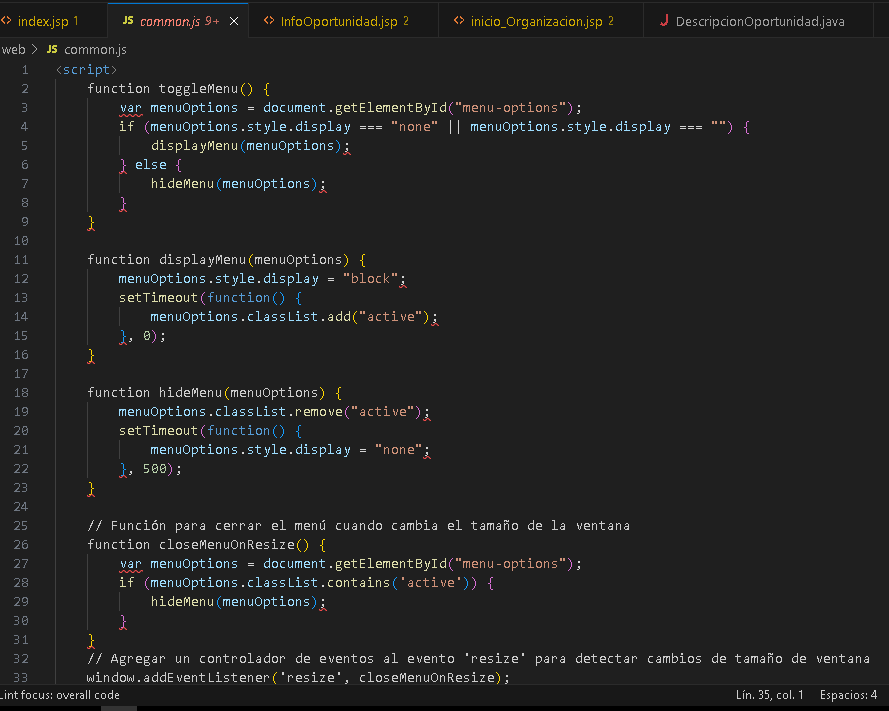 <> index.jsp 1 JS common.js 9+ × <> InfoOportunidad.jsp 2 <> inicio_Organizacion.jsp 2 J DescripcionOportunidad.java
web > JS common.js
1 <script>
2 function toggleMenu() {
3 var menuOptions = document.getElementById("menu-options");
4 if (menuOptions.style.display === "none" || menuOptions.style.display === "") {
5 displayMenu(menuOptions);
6 } else {
7 hideMenu(menuOptions);
8 }
9 }
10
11 function displayMenu(menuOptions) {
12 menuOptions.style.display = "block";
13 setTimeout(function() {
14 menuOptions.classList.add("active");
15 }, 0);
16 }
17
18 function hideMenu(menuOptions) {
19 menuOptions.classList.remove("active");
20 setTimeout(function() {
21 menuOptions.style.display = "none";
22 }, 500);
23 }
24
25 // Función para cerrar el menú cuando cambia el tamaño de la ventana
26 function closeMenuOnResize() {
27 var menuOptions = document.getElementById("menu-options");
28 if (menuOptions.classList.contains('active')) {
29 hideMenu(menuOptions);
30 }
31 }
32 // Agregar un controlador de eventos al evento 'resize' para detectar cambios de tamaño de ventana
33 window.addEventListener('resize', closeMenuOnResize);
Lint focus: overall code Lín. 35, col. 1 Espacios: 4